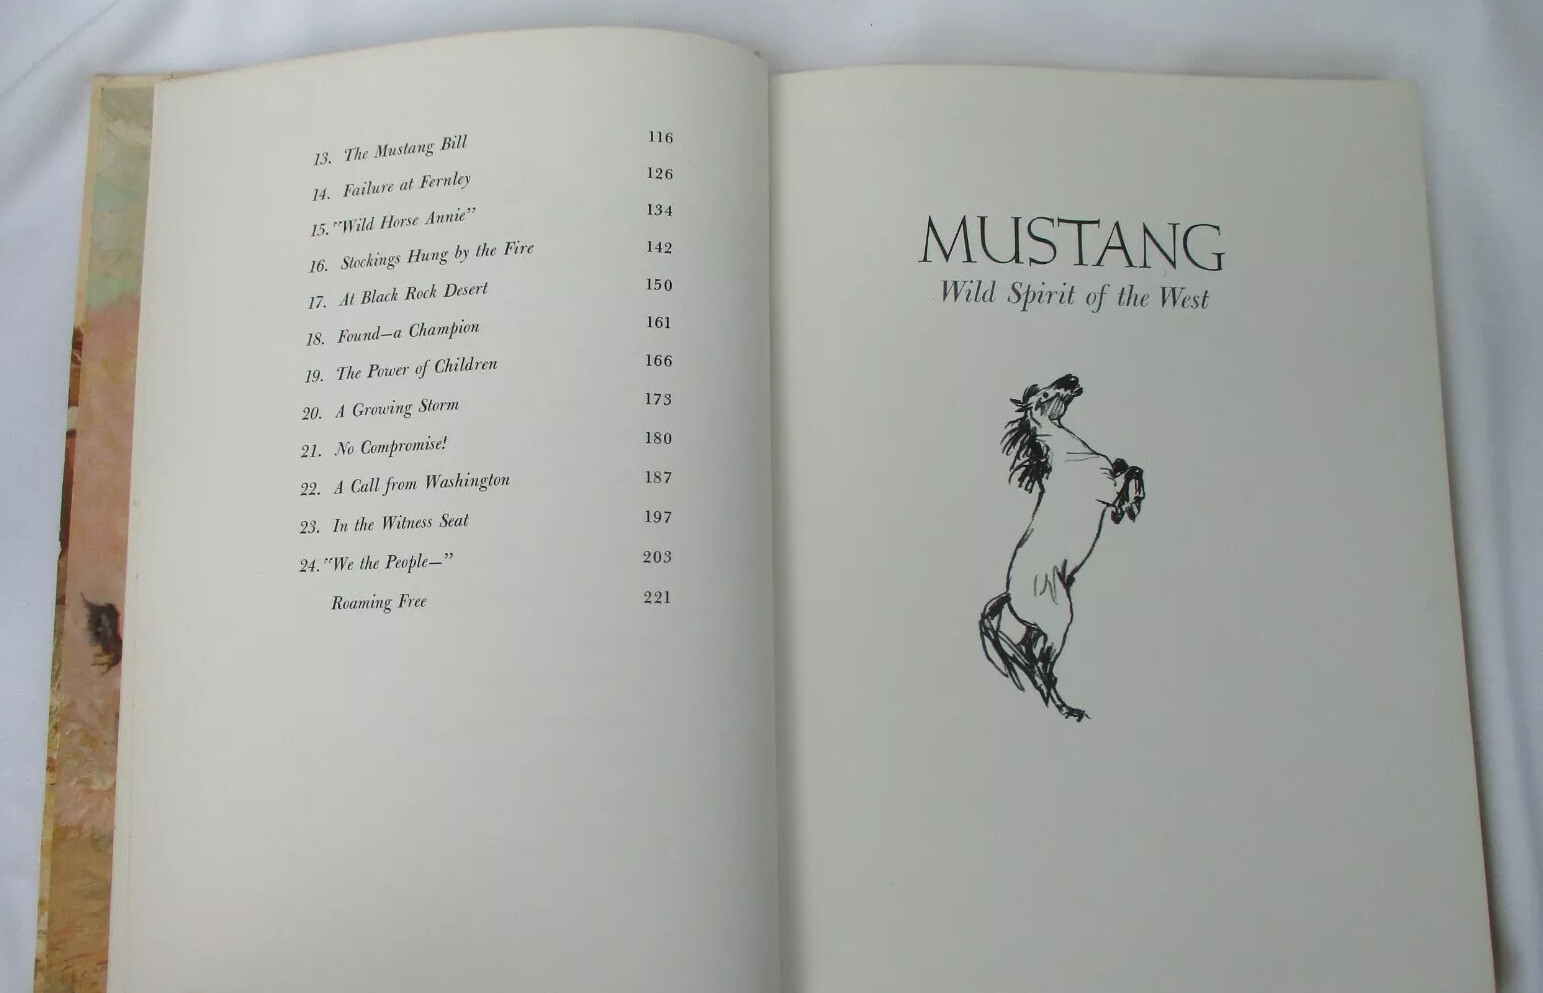 13. The Mustang Bill 116
14. Failure at Fernley 126
15. "Wild Horse Annie" 134
16. Stockings Hung by the Fire 142
17. At Black Rock Desert 150
18. Found—a Champion 161
19. The Power of Children 166
20. A Growing Storm 173
21. No Compromise! 180
22. A Call from Washington 187
23. In the Witness Seat 197
24. "We the People—" 203
Roaming Free 221
MUSTANG
Wild Spirit of the West